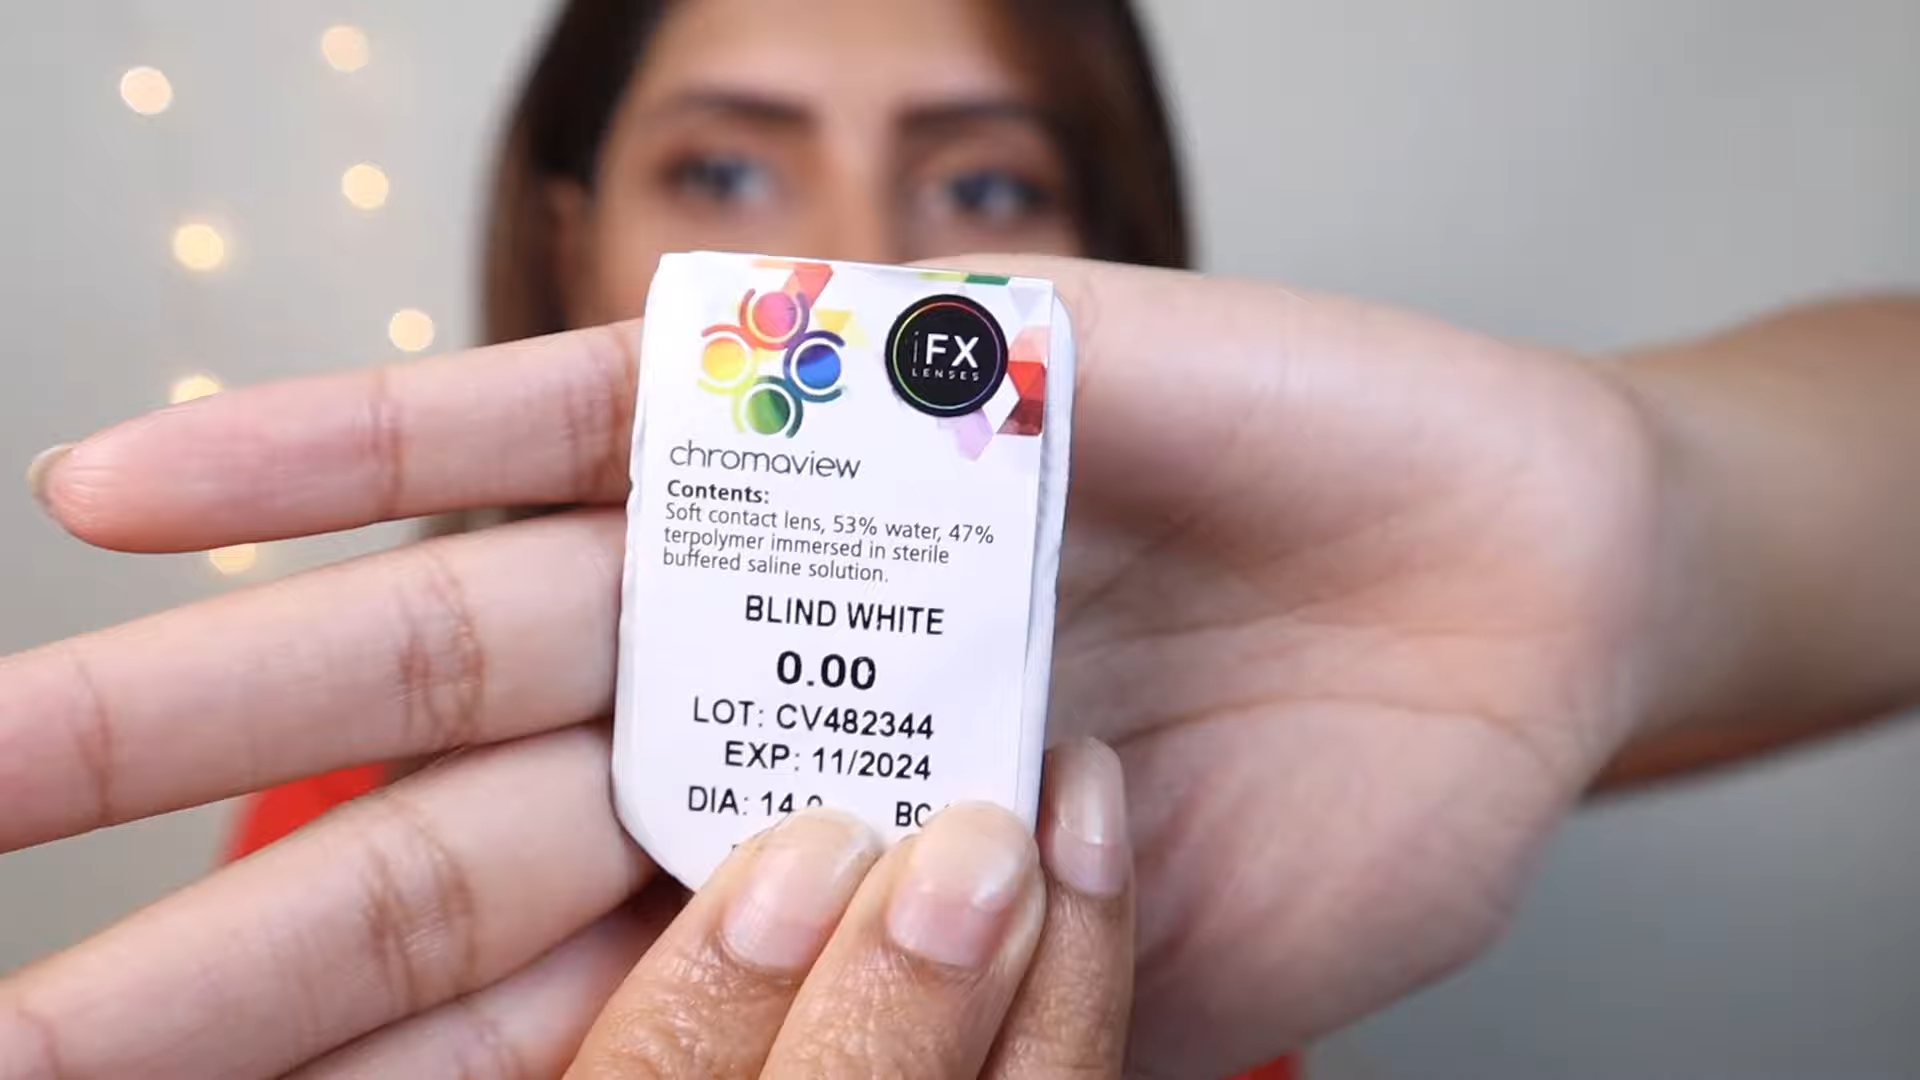 iFX
LENSES
chromaview
Contents:
Soft contact lens, 53% water, 47%
terpolymer immersed in sterile
buffered saline solution.
BLIND WHITE
0.00
LOT: CV482344
EXP: 11/2024
DIA: 14. BC